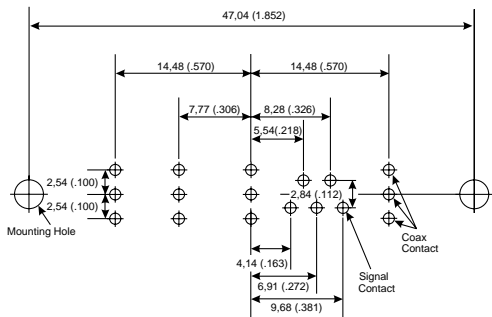 47,04 (1.852)
14,48 (.570)
14,48 (.570)
7,77 (.306)
8,28 (.326)
5,54(.218)
2,54 (.100)
2,84 (.112)
2,54 (.100)
Mounting Hole
Coax
Contact
4,14 (.163)
Signal
Contact
6,91 (.272)
9,68 (.381)